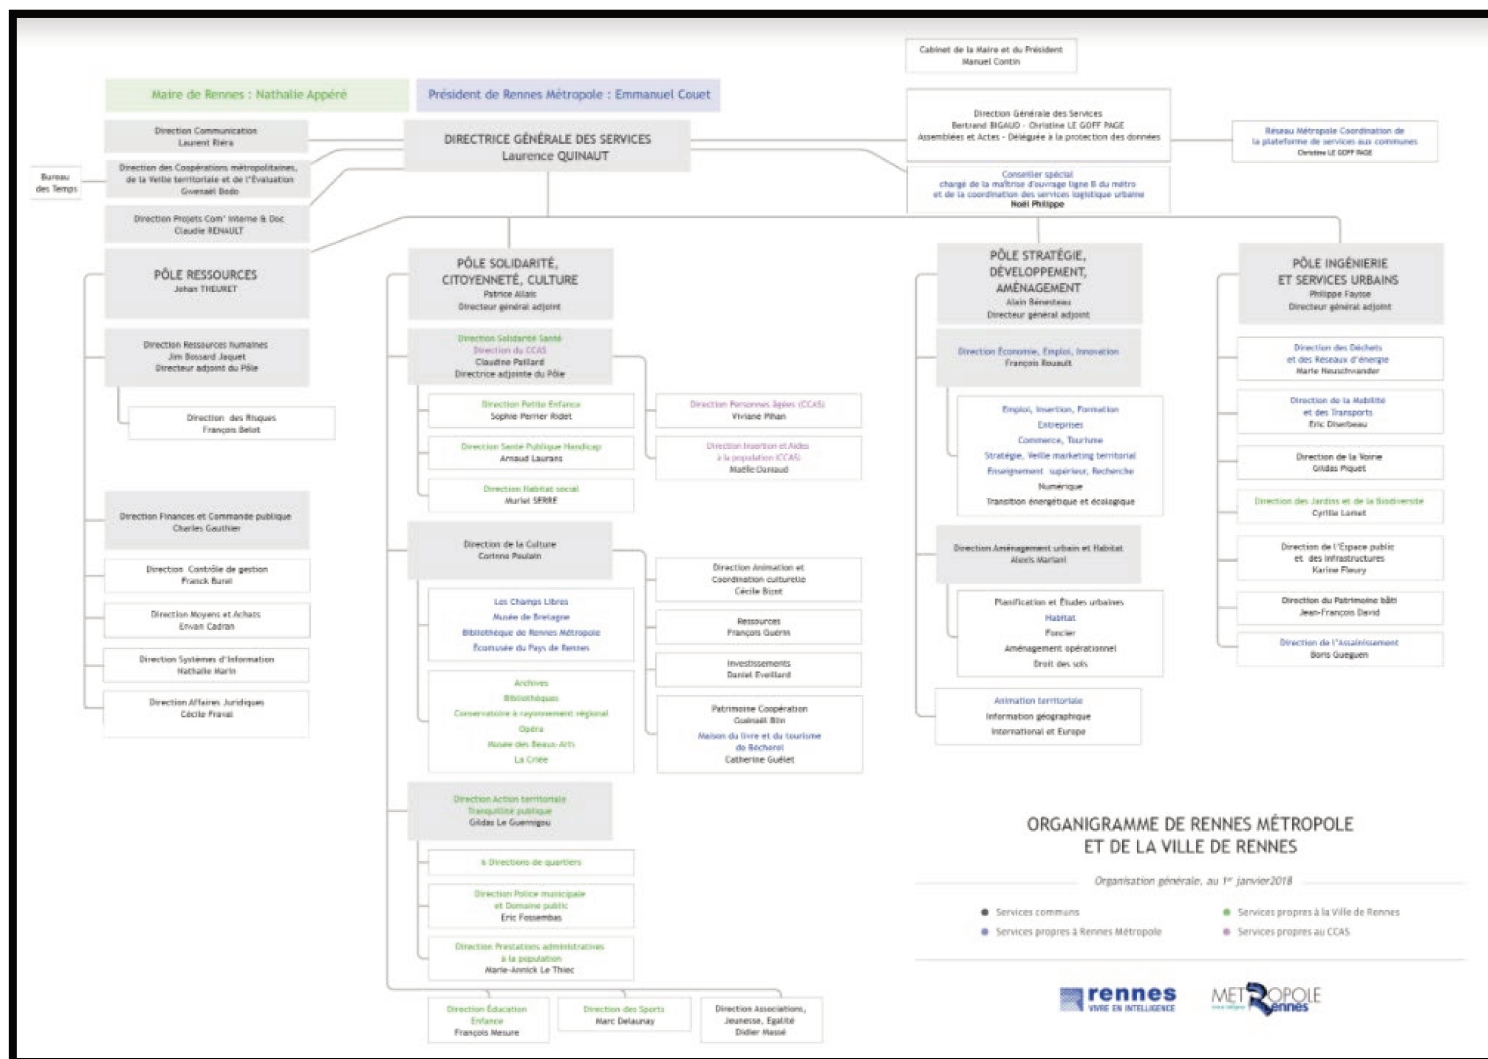 Cabinet de la Maire et du Président
Manuel Contin
Maire de Rennes : Nathalie Appéré
Président de Rennes Métropole : Emmanuel Couet
Direction Communication
Laurent Riéra
DIRECTRICE GÉNÉRALE DES SERVICES
Laurence QUINAUT
Direction Générale des Services
Bertrand BIGAUD - Christine LE GOFF PAGE
Assemblées et Actes - Déléguée à la protection des données
Réseau Métropole Coordination de
la plateforme de services aux communes
Christine LE GOFF PAGE
Bureau
des Temps
Direction des Coopérations métropolitaines,
de la Veille territoriale et de l'Évaluation
Gwenaël Bodo
Conseiller spécial
chargé de la maîtrise d'ouvrage ligne B du métro
et de la coordination des services logistique urbaine
Noël Philippe
Direction Projets Com' Interne & Doc
Claudie RENAULT
PÔLE RESSOURCES
Johan THEURET
Direction Ressources humaines
Jim Bossard Jaquet
Directeur adjoint du Pôle
Direction des Risques
François Belot
Direction Finances et Commande publique
Charles Gauthier
Direction Contrôle de gestion
Franck Burel
Direction Moyens et Achats
Erwan Cadran
Direction Systèmes d'Information
Nathalie Marin
Direction Affaires Juridiques
Cécile Fraval
PÔLE SOLIDARITÉ,
CITOYENNETÉ, CULTURE
Patrice Allais
Directeur général adjoint
Direction Solidarité Santé
Direction du CCAS
Claudine Paillard
Directrice adjointe du Pôle
Direction Petite Enfance
Sophie Perrier Ridet
Direction Santé Publique Handicap
Arnaud Laurans
Direction Habitat social
Muriel SERRE
Direction Personnes âgées (CCAS)
Viviane Pihan
Direction Insertion et Aides
à la population (CCAS)
Maëlle Duniaud
Direction de la Culture
Corinne Poulain
Les Champs Libres
Musée de Bretagne
Bibliothèque de Rennes Métropole
Écomusée du Pays de Rennes
Archives
Bibliothèques
Conservatoire à rayonnement régional
Opéra
Musée des Beaux-Arts
La Criée
Direction Animation et
Coordination culturelle
Cécile Bizot
Ressources
François Guérin
Investissements
Daniel Eveillard
Patrimoine Coopération
Guénaël Blin
Maison du livre et du tourisme
de Bécherel
Catherine Guélet
Direction Action territoriale
Tranquillité publique
Gildas Le Guernigou
6 Directions de quartiers
Direction Police municipale
et Domaine public
Eric Fossembas
Direction Prestations administratives
à la population
Marie-Annick Le Thiec
Direction Éducation
Enfance
François Mesure
Direction des Sports
Marc Delaunay
Direction Associations,
Jeunesse, Egalité
Didier Massé
PÔLE STRATÉGIE,
DÉVELOPPEMENT,
AMÉNAGEMENT
Alain Bénesteau
Directeur général adjoint
Direction Économie, Emploi, Innovation
François Rouault
Emploi, Insertion, Formation
Entreprises
Commerce, Tourisme
Stratégie, Veille marketing territorial
Enseignement supérieur, Recherche
Numérique
Transition énergétique et écologique
Direction Aménagement urbain et Habitat
Alexis Mariani
Planification et Études urbaines
Habitat
Foncier
Aménagement opérationnel
Droit des sols
Animation territoriale
Information géographique
International et Europe
PÔLE INGÉNIERIE
ET SERVICES URBAINS
Philippe Faysse
Directeur général adjoint
Direction des Déchets
et des Réseaux d'énergie
Marie Neuschwander
Direction de la Mobilité
et des Transports
Eric Diserbeau
Direction de la Voirie
Gildas Piquet
Direction des Jardins et de la Biodiversité
Cyrille Lamet
Direction de l'Espace public
et des infrastructures
Karine Fleury
Direction du Patrimoine bâti
Jean-François David
Direction de l'Assainissement
Boris Gueguen
ORGANIGRAMME DE RENNES MÉTROPOLE
ET DE LA VILLE DE RENNES
Organisation générale, au 1er janvier2018
Services communs
Services propres à la Ville de Rennes
Services propres à Rennes Métropole
Services propres au CCAS
rennes
VIVRE EN INTELLIGENCE
METROPOLE
Rennes